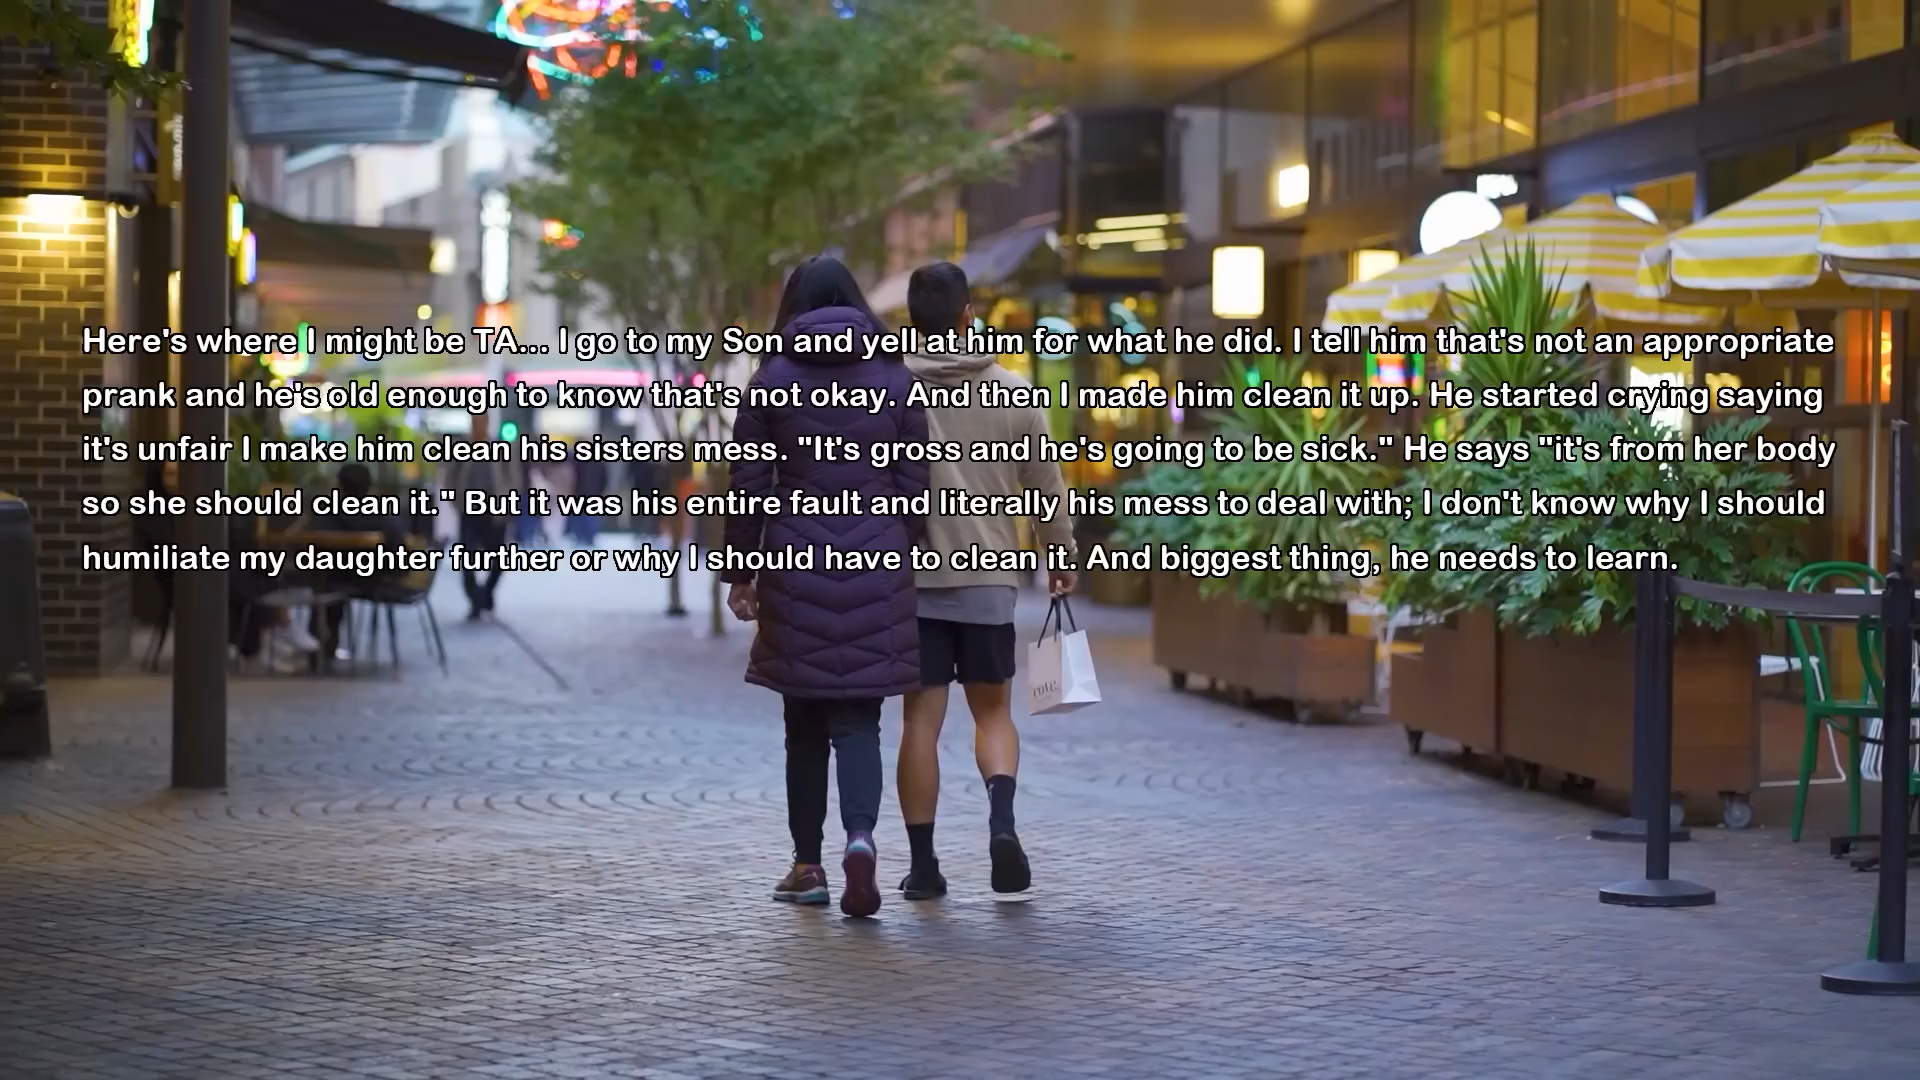 Here's where I might be TA... I go to my Son and yell at him for what he did. I tell him that's not an appropriate
prank and he's old enough to know that's not okay. And then I made him clean it up. He started crying saying
it's unfair I make him clean his sisters mess. "It's gross and he's going to be sick." He says "it's from her body
so she should clean it." But it was his entire fault and literally his mess to deal with; I don't know why I should
humiliate my daughter further or why I should have to clean it. And biggest thing, he needs to learn.
cove.